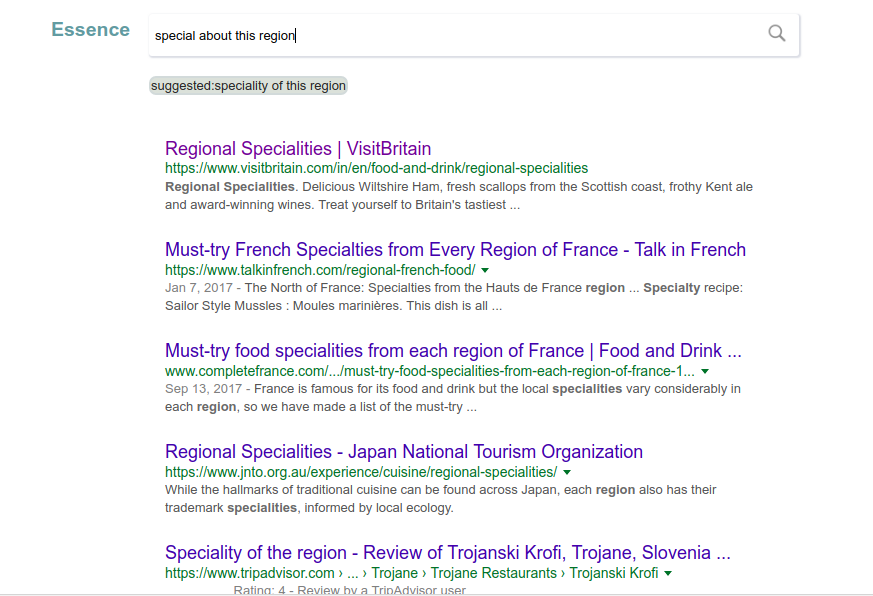 Essence
special about this region
suggested:speciality of this region
Regional Specialities | VisitBritain
https://www.visitbritain.com/in/en/food-and-drink/regional-specialities
Regional Specialities. Delicious Wiltshire Ham, fresh scallops from the Scottish coast, frothy Kent ale
and award-winning wines. Treat yourself to Britain's tastiest ...
Must-try French Specialties from Every Region of France - Talk in French
https://www.talkinfrench.com/regional-french-food/
Jan 7, 2017 - The North of France: Specialties from the Hauts de France region ... Specialty recipe:
Sailor Style Mussles : Moules marinières. This dish is all ...
Must-try food specialities from each region of France | Food and Drink ...
www.completefrance.com/.../must-try-food-specialities-from-each-region-of-france-1...
Sep 13, 2017 - France is famous for its food and drink but the local specialities vary considerably in
each region, so we have made a list of the must-try ...
Regional Specialities - Japan National Tourism Organization
https://www.jnto.org.au/experience/cuisine/regional-specialities/
While the hallmarks of traditional cuisine can be found across Japan, each region also has their
trademark specialities, informed by local ecology.
Speciality of the region - Review of Trojanski Krofi, Trojane, Slovenia ...
https://www.tripadvisor.com › ... › Trojane › Trojane Restaurants › Trojanski Krofi
Rating: 4 - Review by a TripAdvisor user